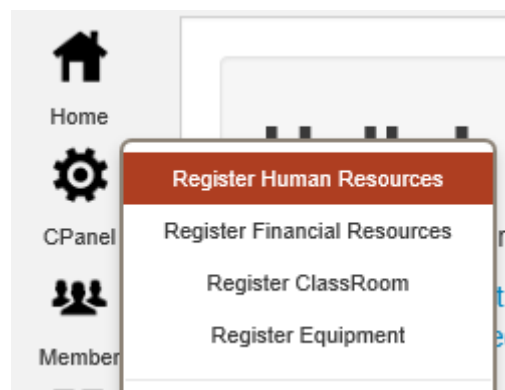 Home
CPanel
Member
Register Human Resources
Register Financial Resources
Register ClassRoom
Register Equipment